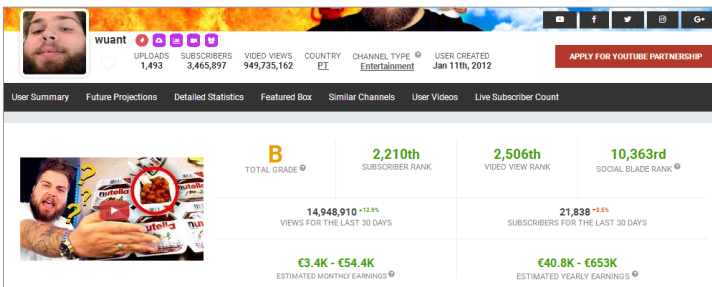 wuant
UPLOADS SUBSCRIBERS VIDEO VIEWS COUNTRY CHANNEL TYPE USER CREATED
1,493 3,465,897 949,735,162 PT Entertainment Jan 11th, 2012
G+
APPLY FOR YOUTUBE PARTNERSHIP
User Summary Future Projections Detailed Statistics Featured Box Similar Channels User Videos Live Subscriber Count
B 2,210th 2,506th 10,363rd
TOTAL GRADE SUBSCRIBER RANK VIDEO VIEW RANK SOCIAL BLADE RANK
nutella
nutella
14,948,910 +12.9% 21,838 -3.5%
VIEWS FOR THE LAST 30 DAYS SUBSCRIBERS FOR THE LAST 30 DAYS
€3.4K - €54.4K €40.8K - €653K
ESTIMATED MONTHLY EARNINGS ESTIMATED YEARLY EARNINGS